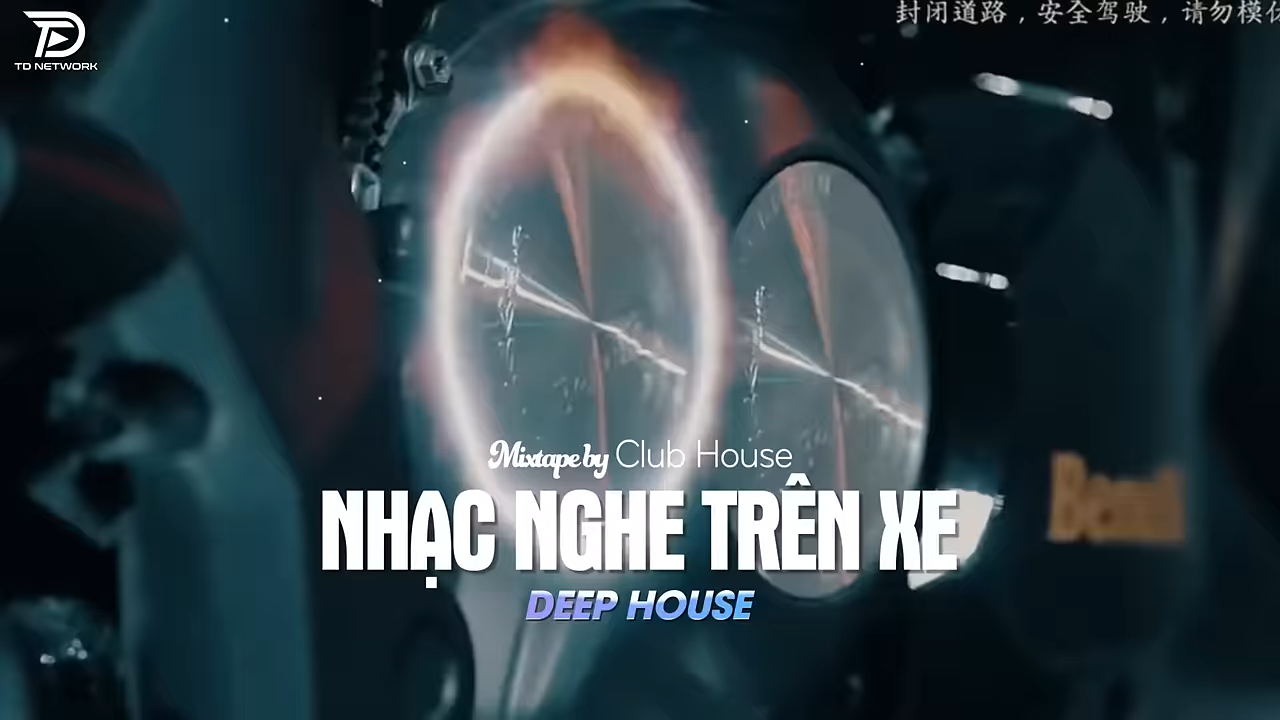 TD NETWORK
封闭道路，安全驾驶，请勿模仿
Mixtape by Club House
NHẠC NGHE TRÊN XE
DEEP HOUSE